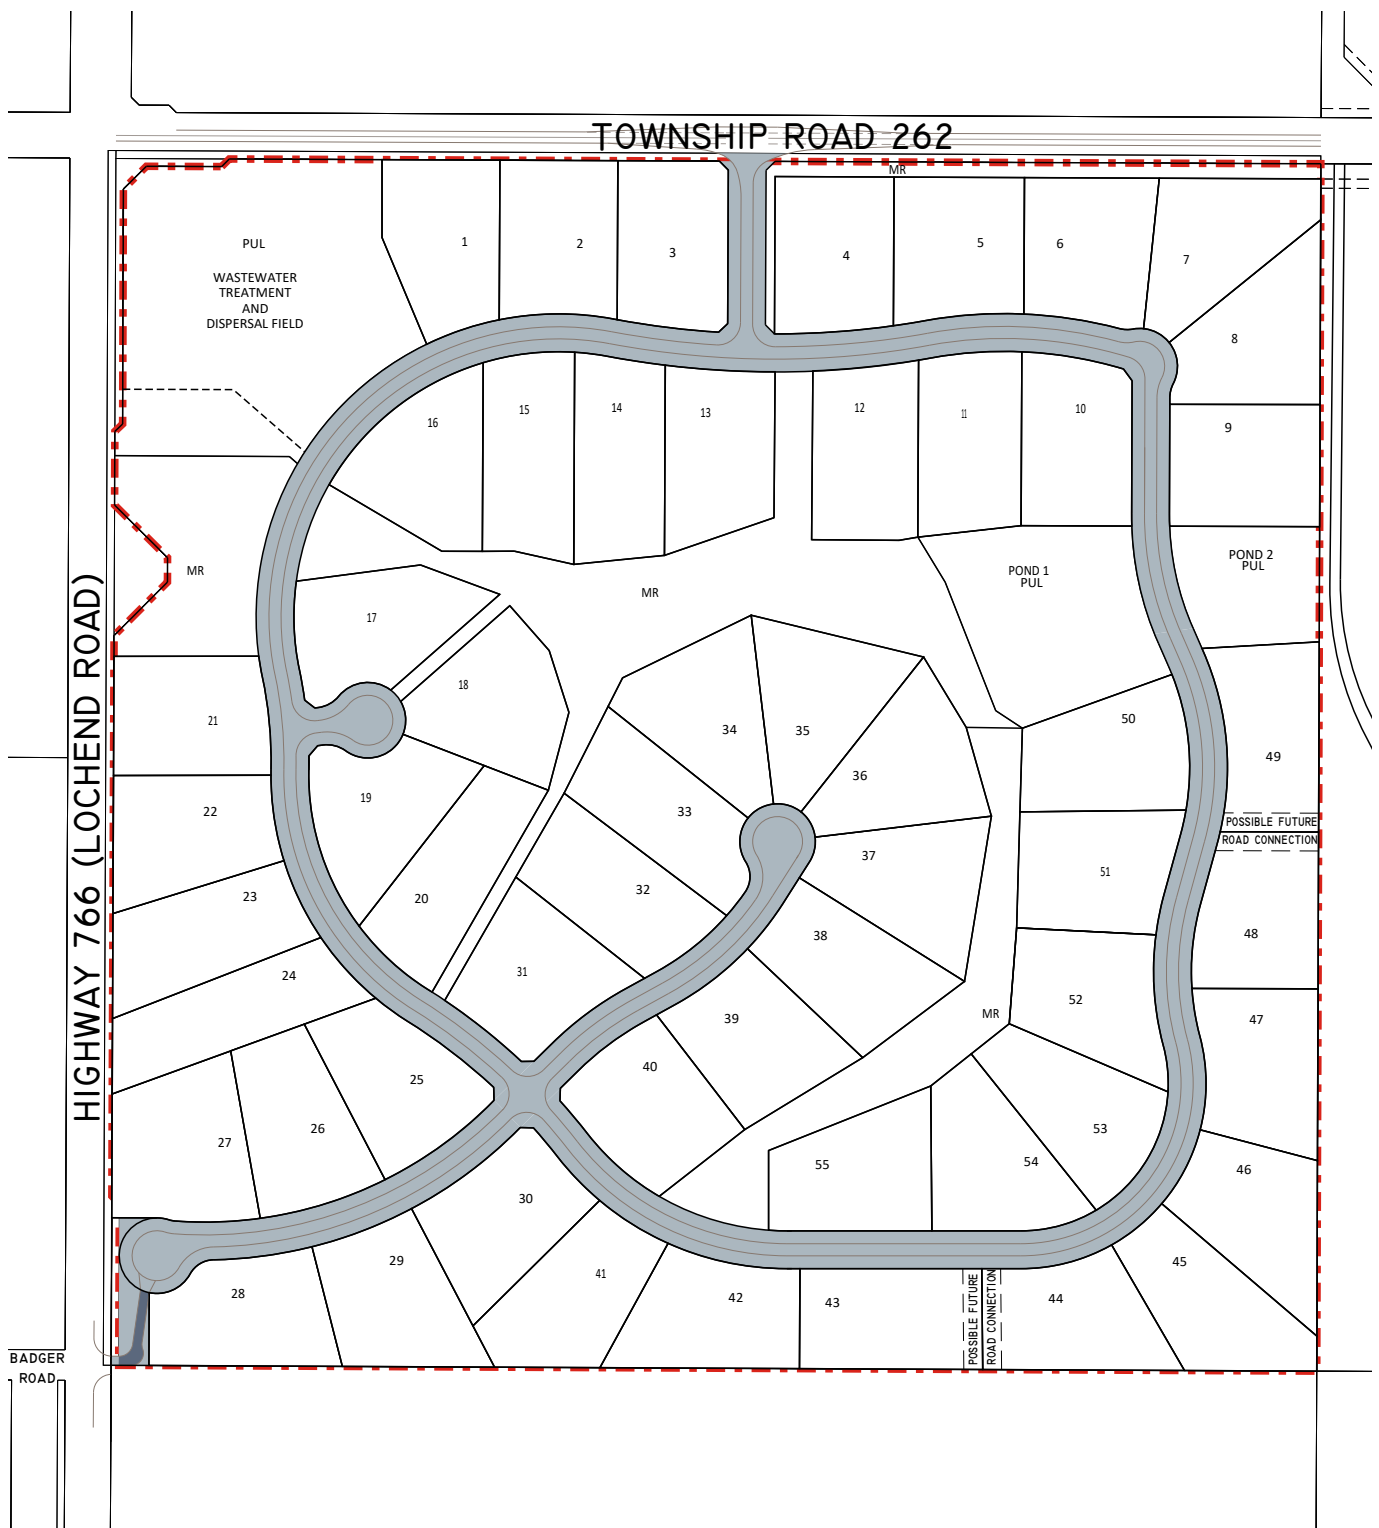 TOWNSHIP ROAD 262
MR
PUL
WASTEWATER
TREATMENT
AND
DISPERSAL FIELD
1
2
3
4
5
6
7
8
9
10
11
12
13
14
15
16
POND 1
PUL
POND 2
PUL
MR
MR
17
18
19
20
21
22
23
24
25
26
27
28
29
30
31
32
33
34
35
36
37
38
39
40
MR
41
42
43
44
45
46
47
48
49
50
51
52
53
54
55
POSSIBLE FUTURE
ROAD CONNECTION
POSSIBLE FUTURE
ROAD CONNECTION
HIGHWAY 766 (LOCHEND ROAD)
BADGER
ROAD